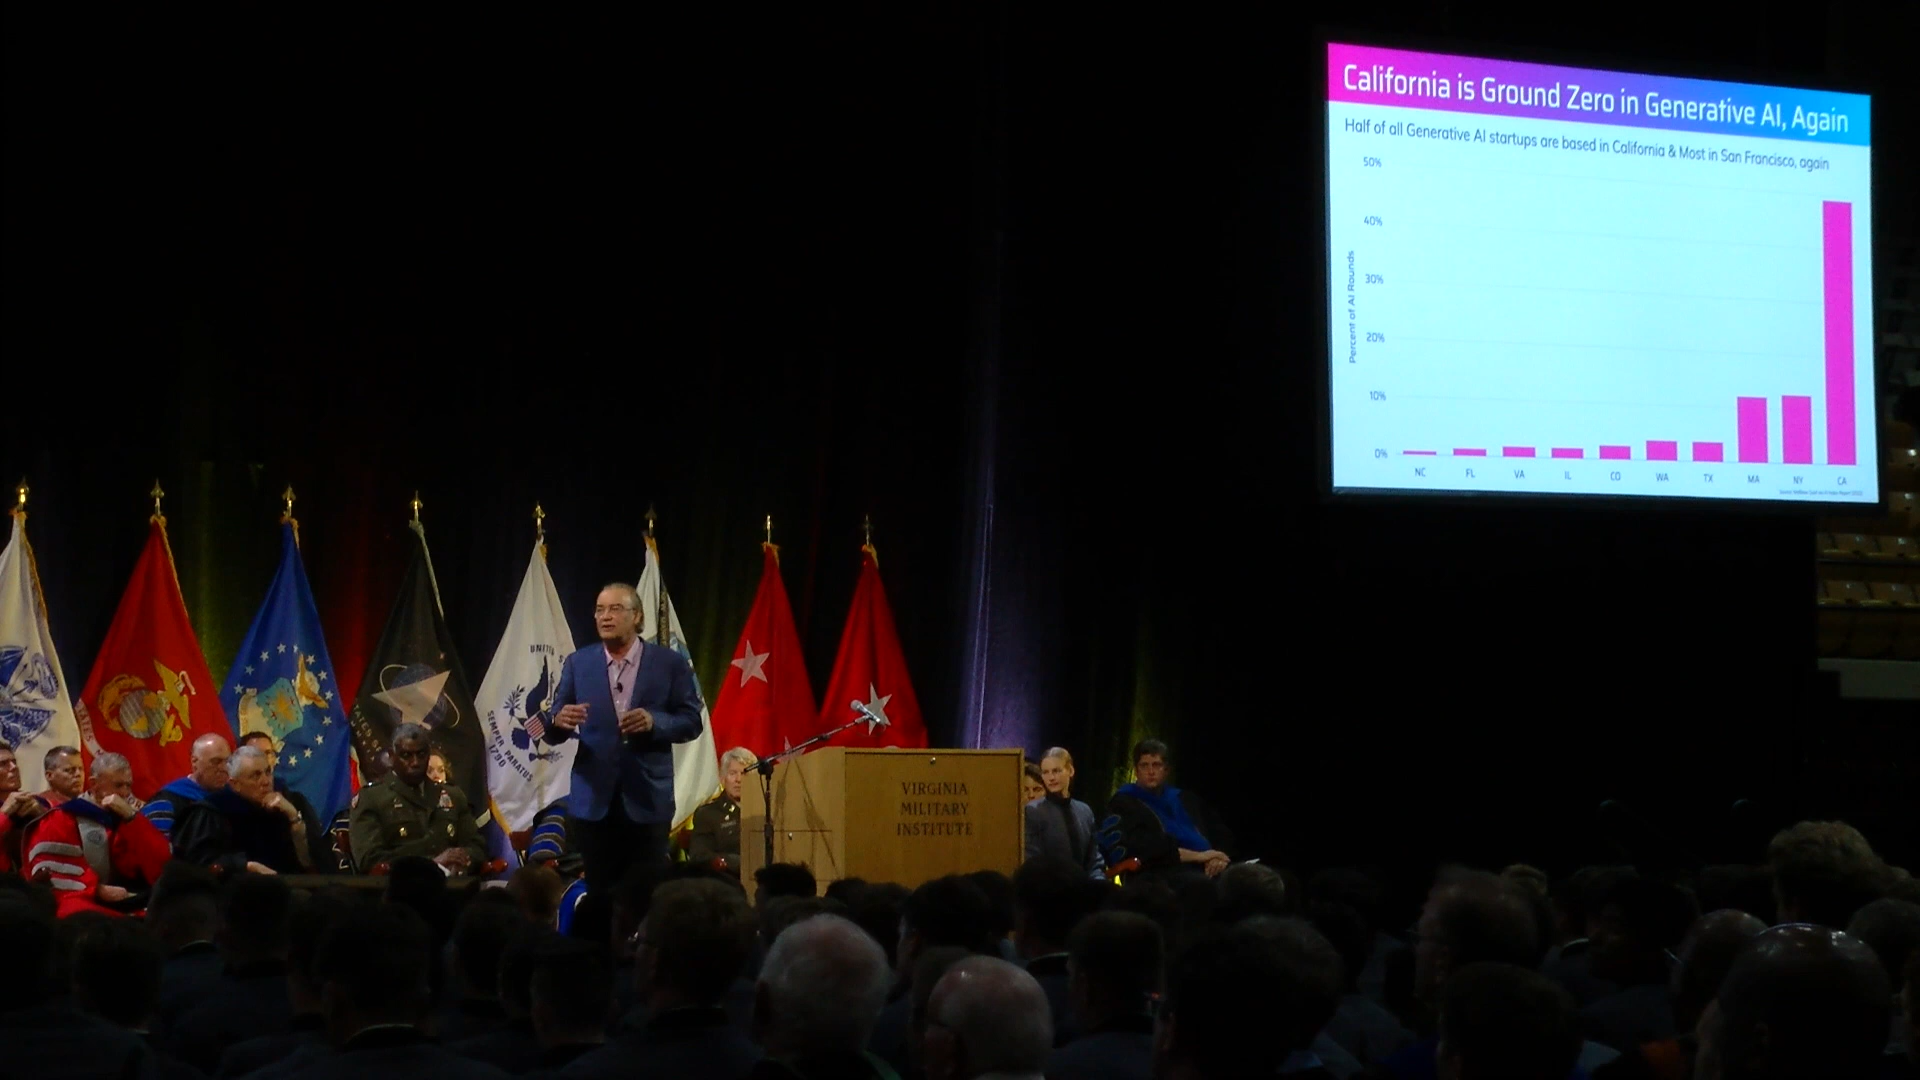 California is Ground Zero in Generative AI, Again
Half of all Generative AI startups are based in California & Most in San Francisco, again
50%
40%
30%
20%
10%
0%
Percent of AI Rounds
NC
FL
VA
IL
CO
WA
TX
MA
NY
CA
UNITED S
SEMPER PARATUS
1790
VIRGINIA
MILITARY
INSTITUTE